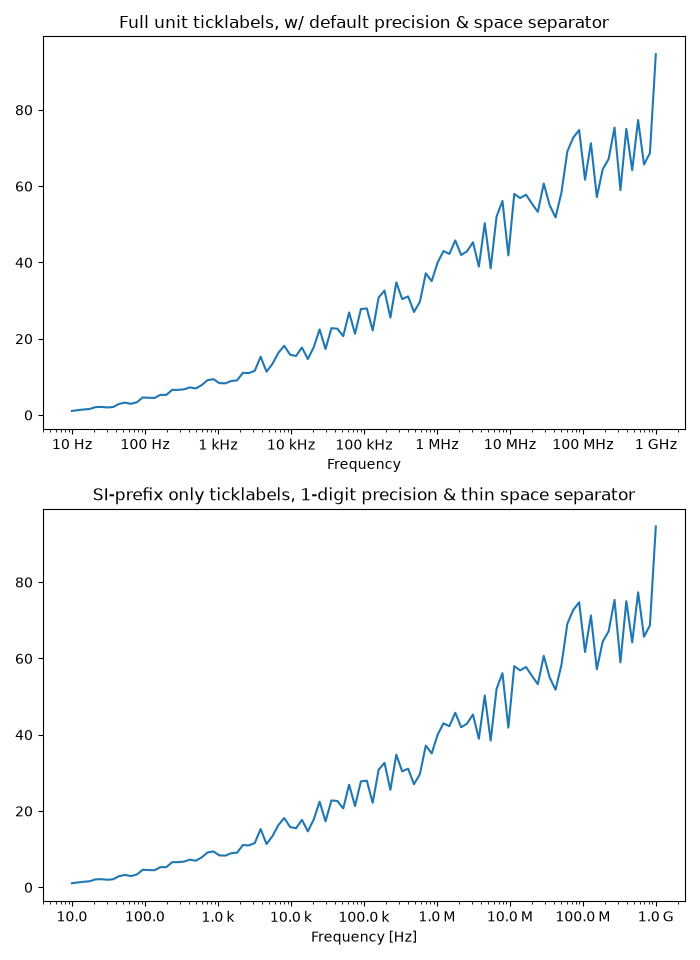 Full unit ticklabels, w/ default precision & space separator
80
60
40
20
0
10 Hz 100 Hz 1 kHz 10 kHz 100 kHz 1 MHz 10 MHz 100 MHz 1 GHz
Frequency
SI-prefix only ticklabels, 1-digit precision & thin space separator
80
60
40
20
0
10.0 100.0 1.0 k 10.0 k 100.0 k 1.0 M 10.0 M 100.0 M 1.0 G
Frequency [Hz]